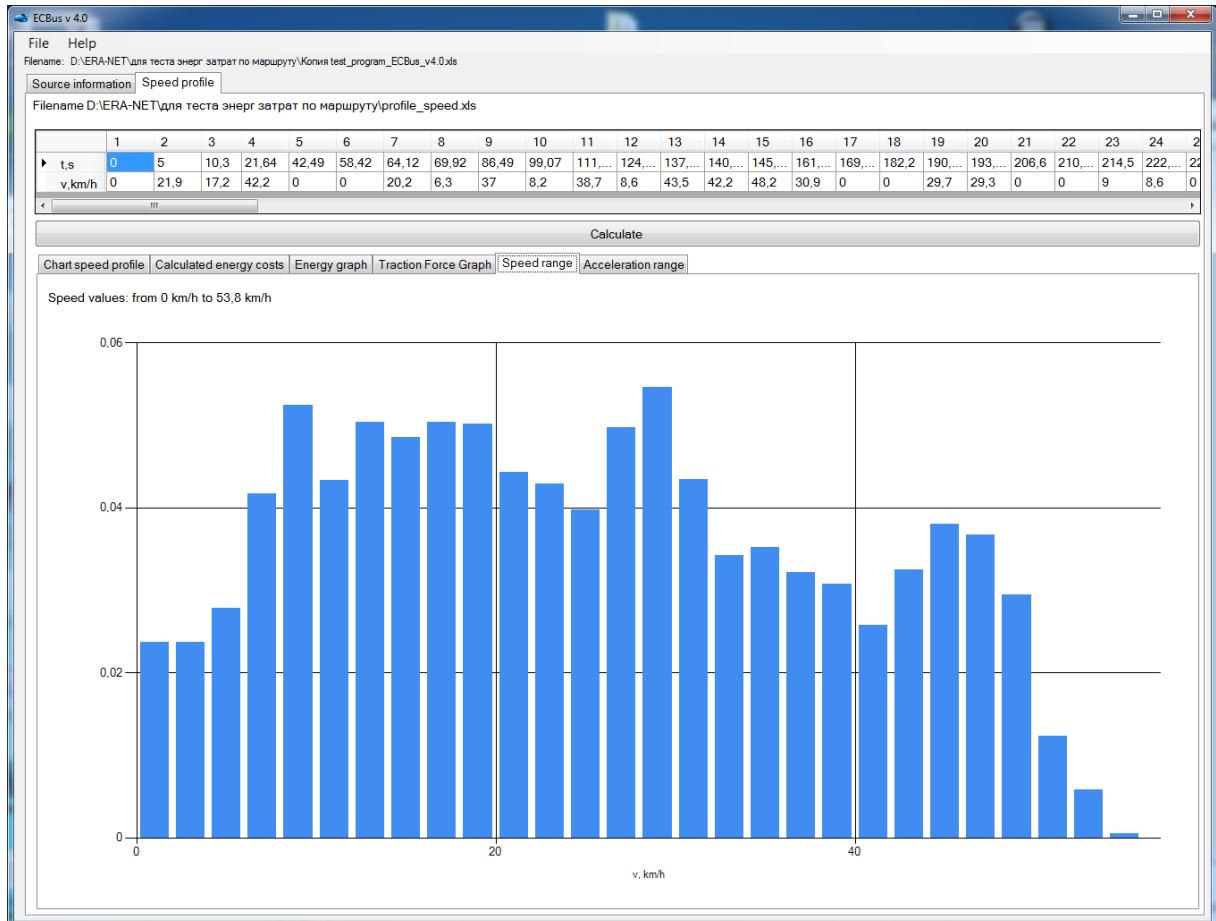 ECBus v 4.0
File Help
Filename: D:\ERA-NET\для теста энерг затрат по маршруту\Копия test_program_ECBus_v4.0.xls
Source information Speed profile
Filename D:\ERA-NET\для теста энерг затрат по маршруту\profile_speed.xls
1 2 3 4 5 6 7 8 9 10 11 12 13 14 15 16 17 18 19 20 21 22 23 24 2
t,s 0 5 10,3 21,64 42,49 58,42 64,12 69,92 86,49 99,07 111,... 124,... 137,... 140,... 145,... 161,... 169,... 182,2 190,... 193,... 206,6 210,... 214,5 222,... 22
v,km/h 0 21,9 17,2 42,2 0 0 20,2 6,3 37 8,2 38,7 8,6 43,5 42,2 48,2 30,9 0 0 29,7 29,3 0 0 9 8,6 0
Calculate
Chart speed profile Calculated energy costs Energy graph Traction Force Graph Speed range Acceleration range
Speed values: from 0 km/h to 53,8 km/h
0.06
0.04
0.02
0
0 20 40
v, km/h